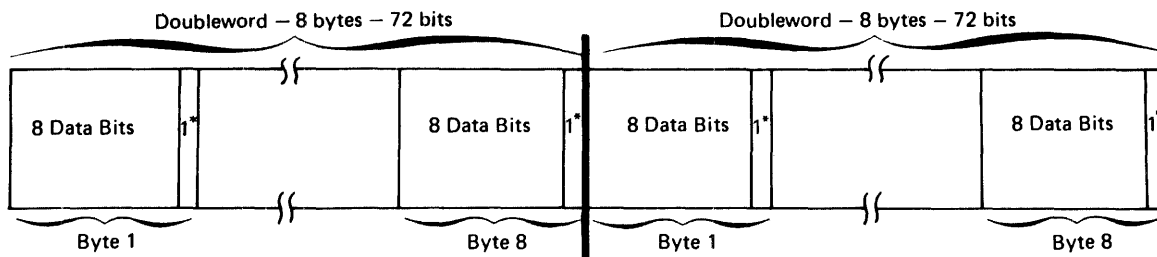 Doubleword – 8 bytes – 72 bits Doubleword – 8 bytes – 72 bits
8 Data Bits 1* 8 Data Bits 1* 8 Data Bits 1* 8 Data Bits 1*
Byte 1 Byte 8 Byte 1 Byte 8